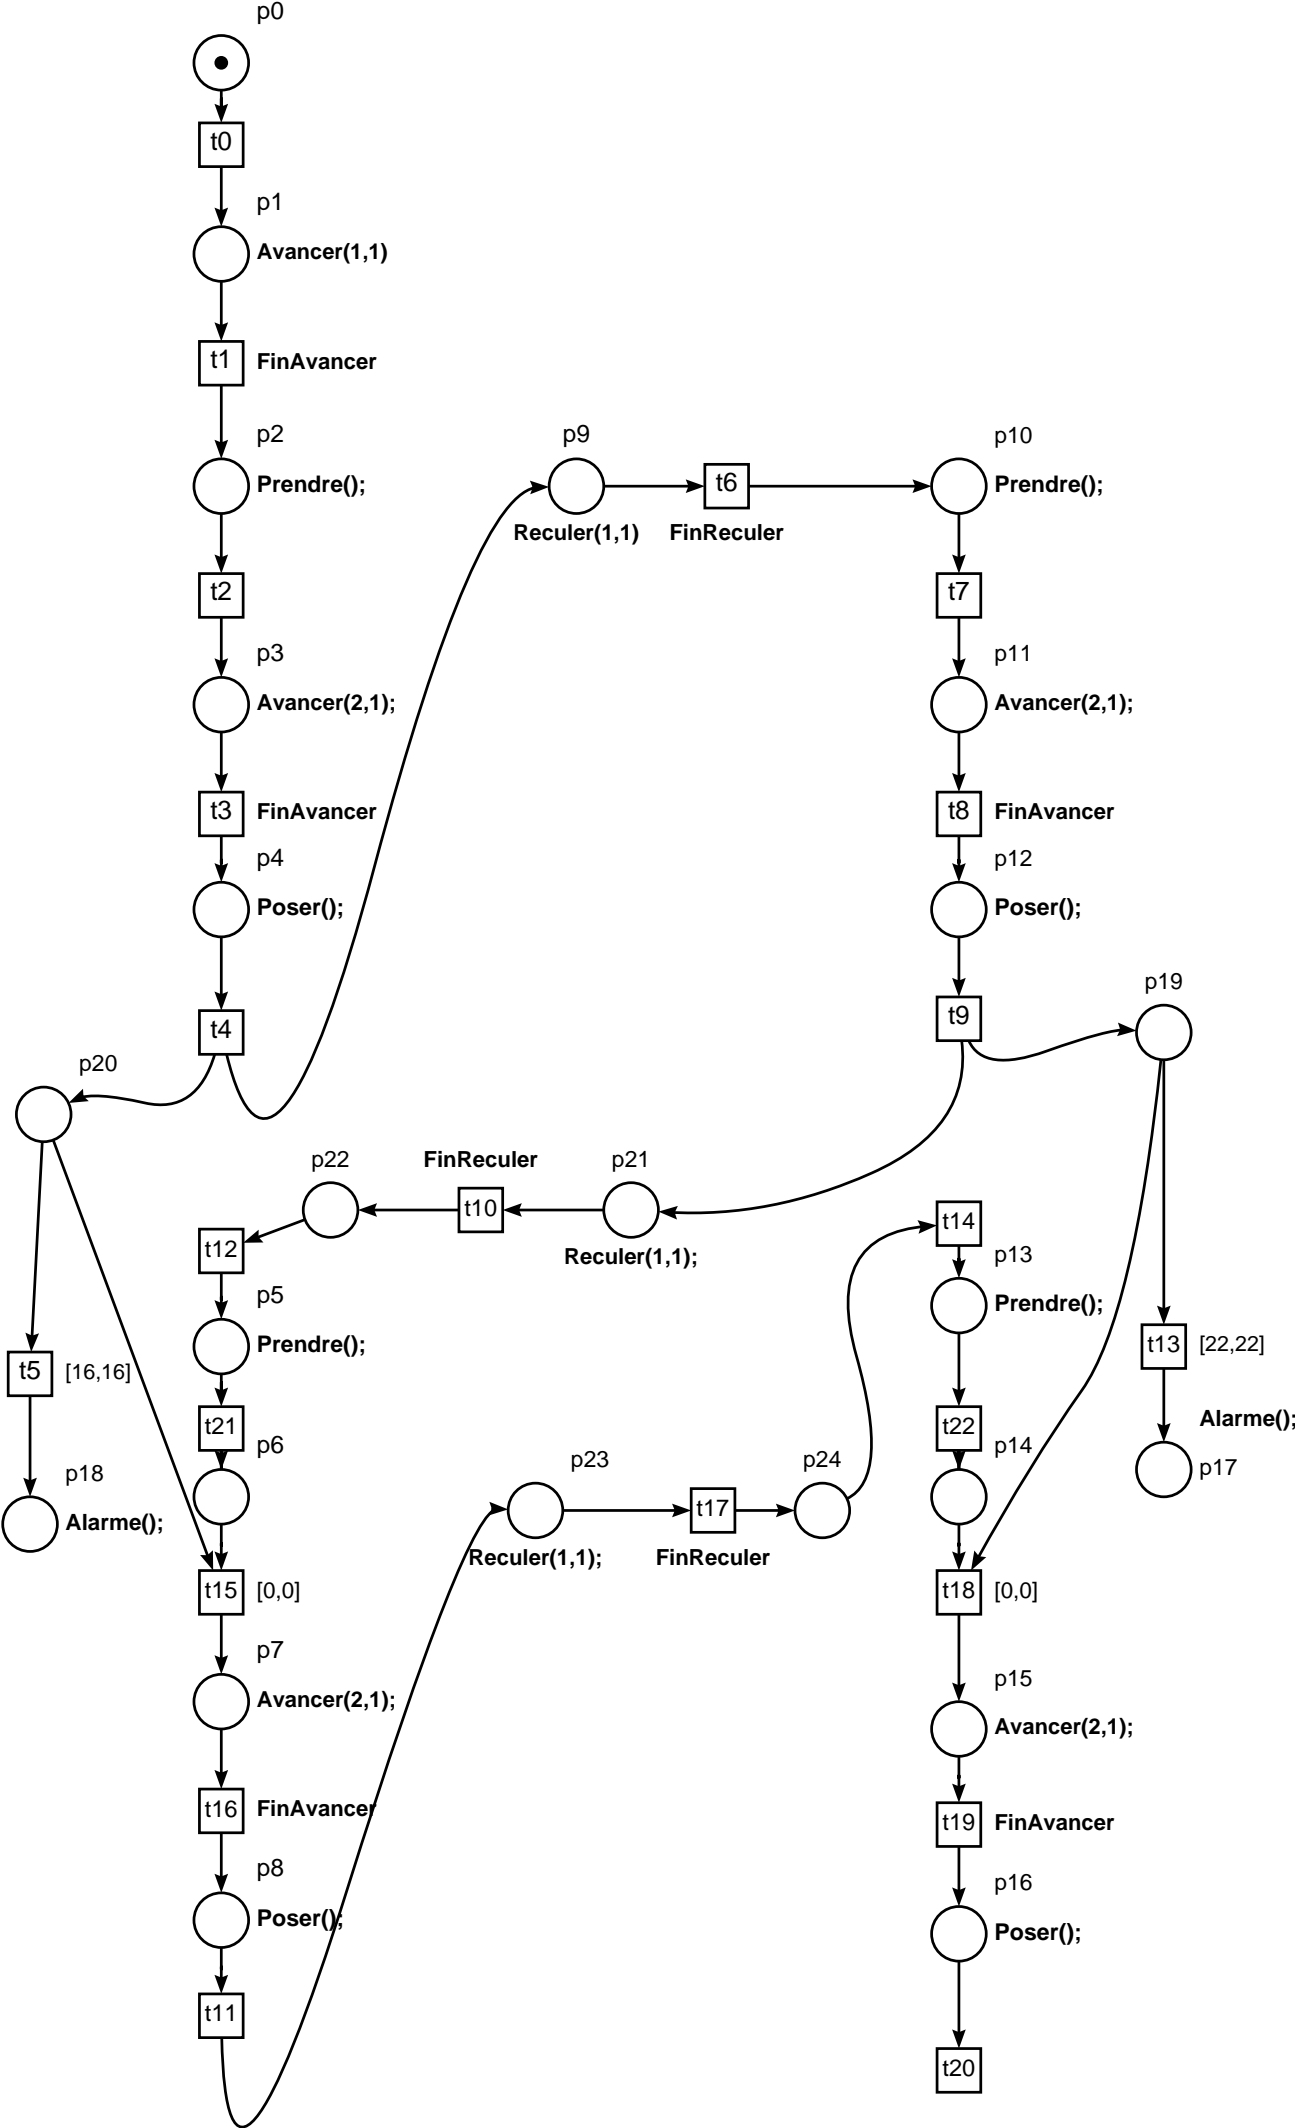 p0
t0
p1
Avancer(1,1)
t1 FinAvancer
p2
Prendre();
t2
p3
Avancer(2,1);
t3 FinAvancer
p4
Poser();
t4
p20
t5 [16,16]
p18
Alarme();
p9
Reculer(1,1)
t6
FinReculer
p10
Prendre();
t7
p11
Avancer(2,1);
t8 FinAvancer
p12
Poser();
t9
p19
t13 [22,22]
Alarme();
p17
p21
Reculer(1,1);
FinReculer
t10
p22
t12
p5
Prendre();
t21
p6
t15 [0,0]
p7
Avancer(2,1);
t16 FinAvancer
p8
Poser();
t11
p23
Reculer(1,1);
t17
FinReculer
p24
t14
p13
Prendre();
t22
p14
t18 [0,0]
p15
Avancer(2,1);
t19 FinAvancer
p16
Poser();
t20